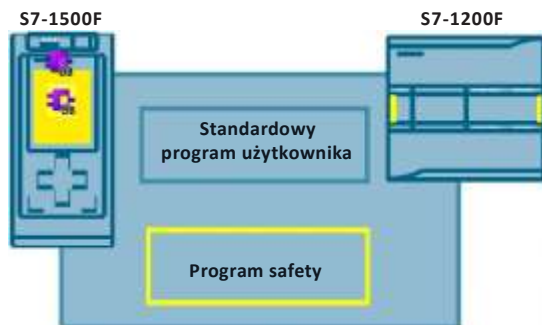 S7-1500F
S7-1200F
Standardowy
program użytkownika
Program safety